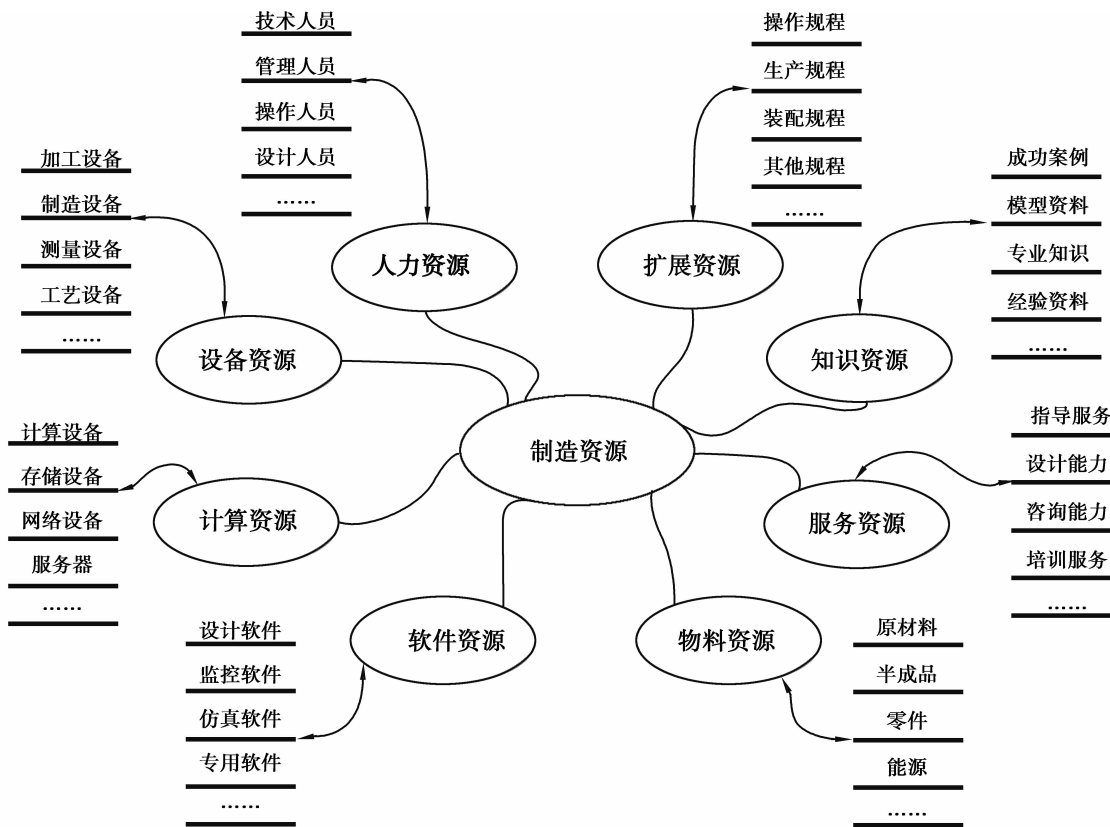 技术人员
管理人员
操作人员
设计人员
……
操作规程
生产规程
装配规程
其他规程
……
加工设备
制造设备
测量设备
工艺设备
……
成功案例
模型资料
专业知识
经验资料
……
人力资源
扩展资源
设备资源
知识资源
制造资源
计算设备
存储设备
网络设备
服务器
……
计算资源
服务资源
指导服务
设计能力
咨询能力
培训服务
……
软件资源
物料资源
设计软件
监控软件
仿真软件
专用软件
……
原材料
半成品
零件
能源
……